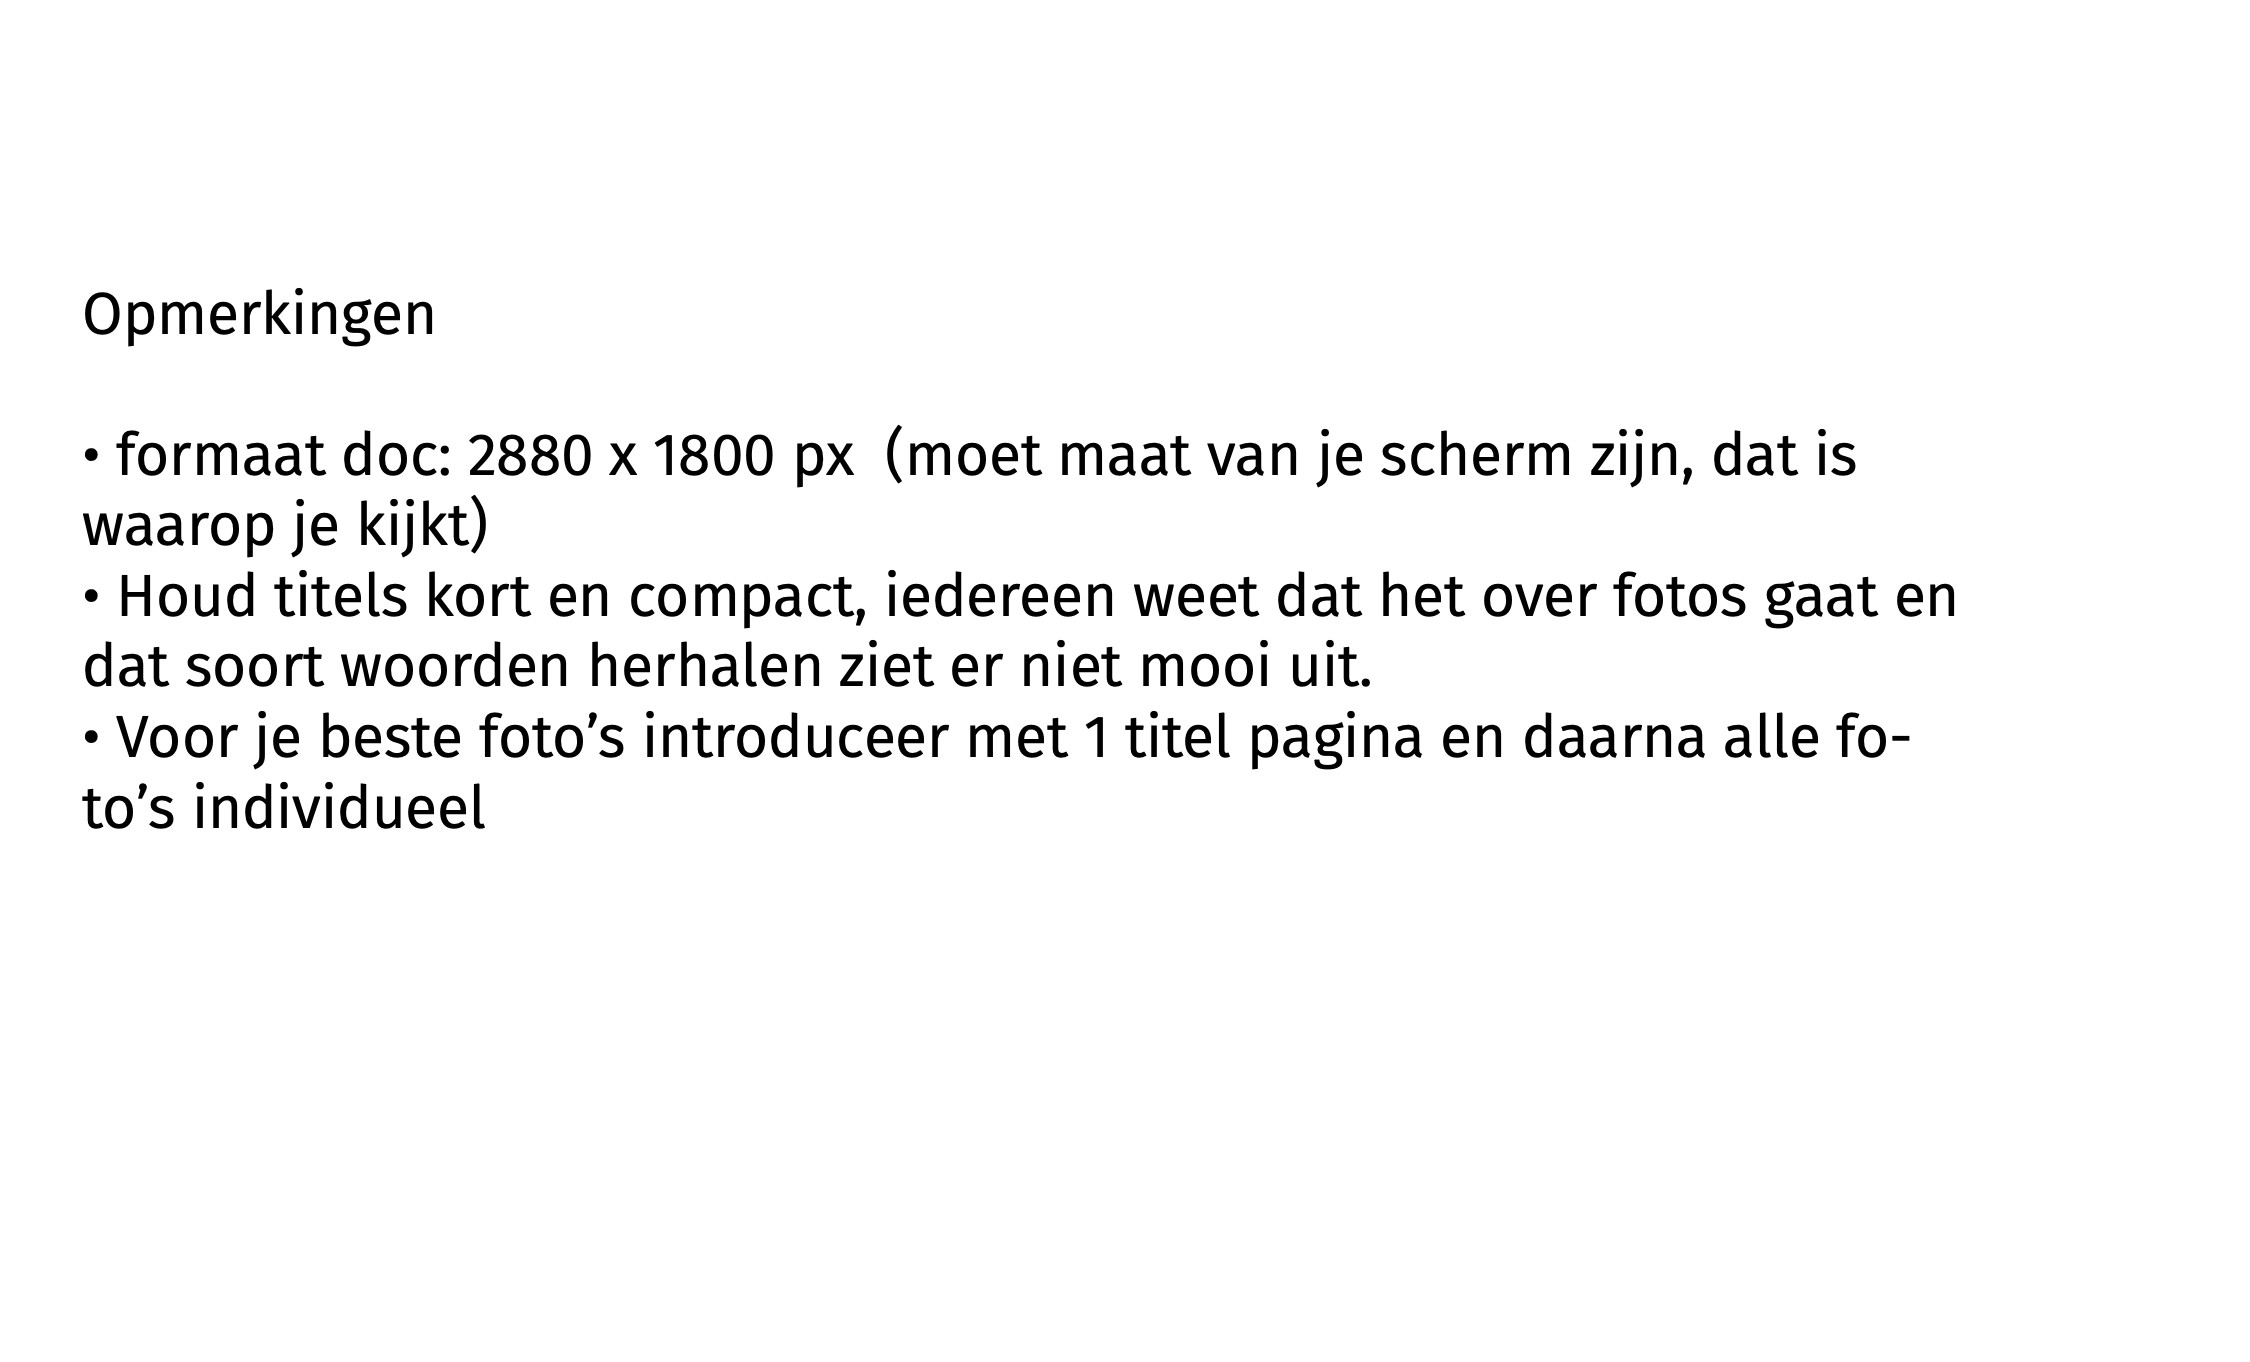 Opmerkingen
• formaat doc: 2880 x 1800 px  (moet maat van je scherm zijn, dat is
waarop je kijkt)
• Houd titels kort en compact, iedereen weet dat het over fotos gaat en
dat soort woorden herhalen ziet er niet mooi uit.
• Voor je beste foto’s introduceer met 1 titel pagina en daarna alle fo-
to’s individueel